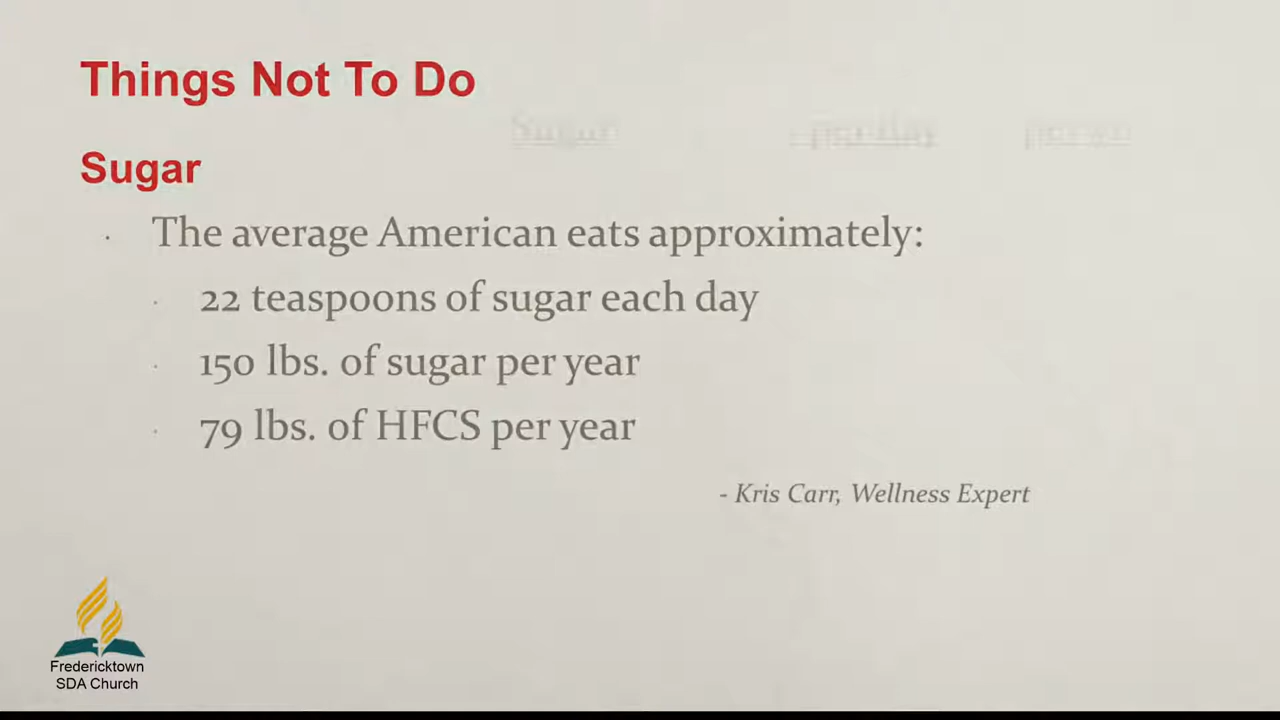 Things Not To Do
Sugar
· The average American eats approximately:
· 22 teaspoons of sugar each day
· 150 lbs. of sugar per year
· 79 lbs. of HFCS per year
- Kris Carr, Wellness Expert
Fredericktown
SDA Church